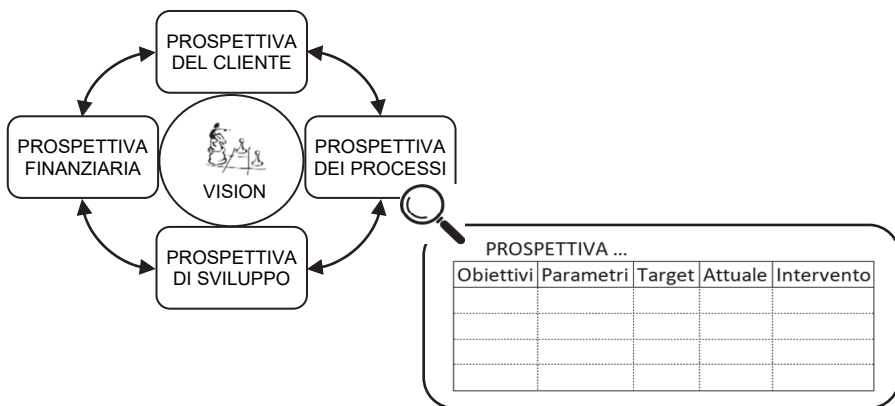 PROSPETTIVA
DEL CLIENTE
PROSPETTIVA
FINANZIARIA
VISION
PROSPETTIVA
DEI PROCESSI
PROSPETTIVA
DI SVILUPPO
PROSPETTIVA ...
Obiettivi Parametri Target Attuale Intervento